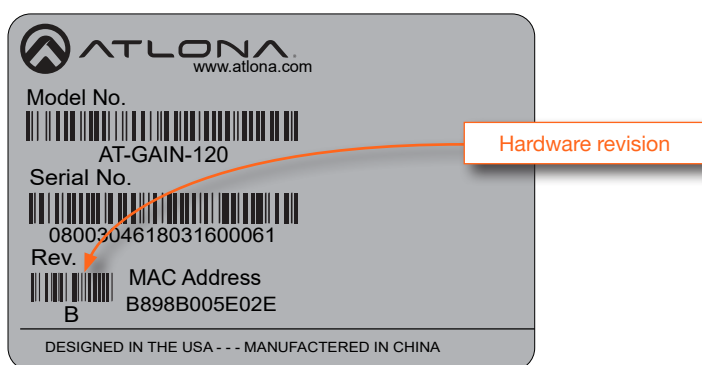 ATLONA
www.atlona.com
Model No.
AT-GAIN-120
Serial No.
0800304618031600061
Rev.
B
MAC Address
B898B005E02E
DESIGNED IN THE USA - - - MANUFACTERED IN CHINA
Hardware revision